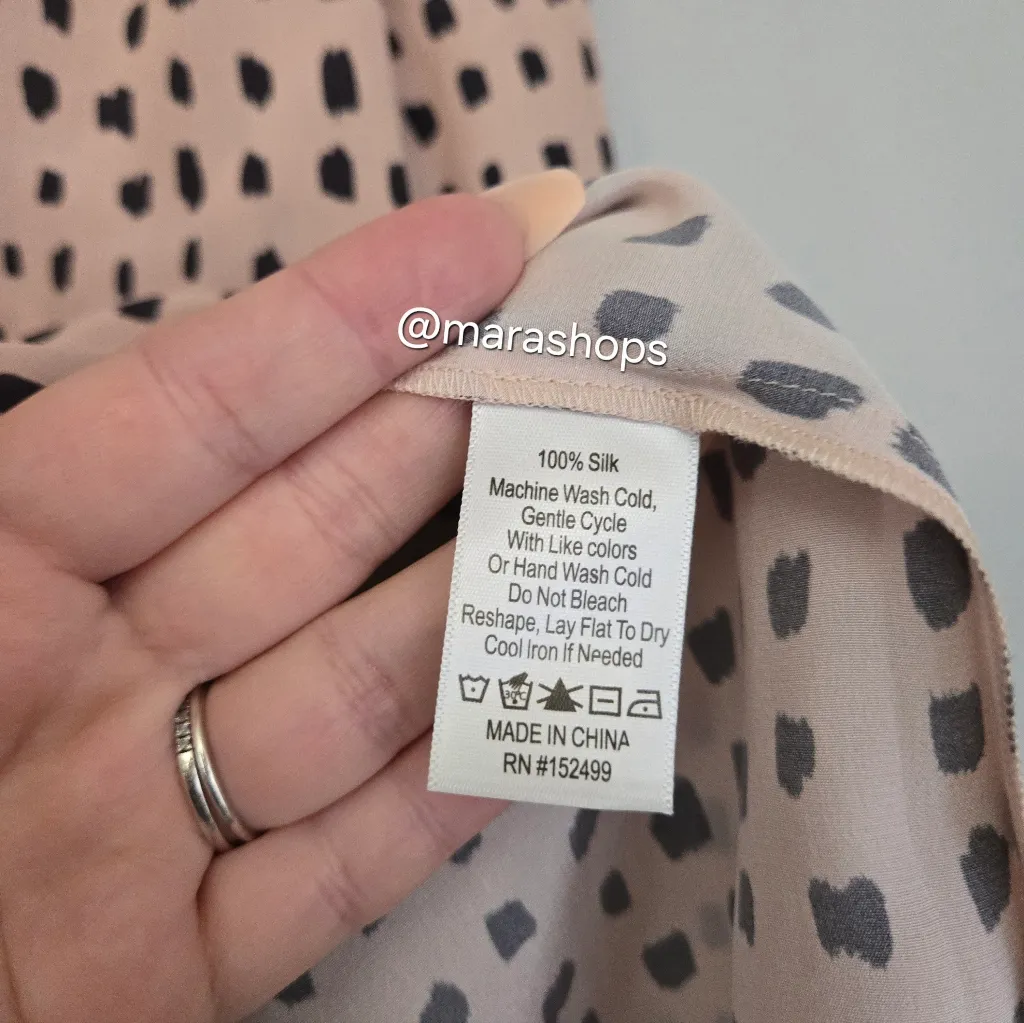 @marashops
100% Silk
Machine Wash Cold,
Gentle Cycle
With Like colors
Or Hand Wash Cold
Do Not Bleach
Reshape, Lay Flat To Dry
Cool Iron If Needed
30°C
MADE IN CHINA
RN #152499